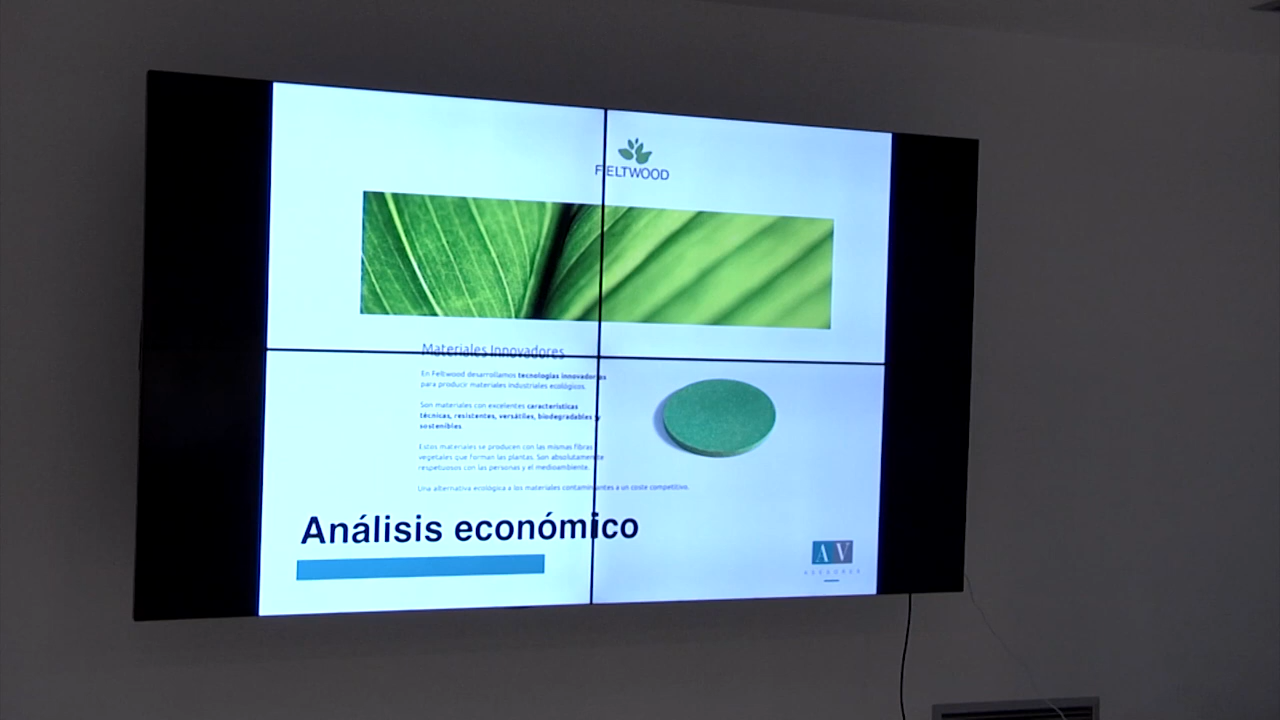 FELTWOOD
Materiales Innovadores
En Feltwood desarrollamos tecnologías innovadoras
para producir materiales industriales ecológicos.
Son materiales con excelentes características
técnicas, resistentes, versátiles, biodegradables y
sostenibles
Estos materiales se producen con las mismas fibras
vegetales que forman las plantas. Son absolutamente
respetuosos con las personas y el medioambiente.
Una alternativa ecológica a los materiales contaminantes a un coste competitivo.
Análisis económico
AV
ASESORES